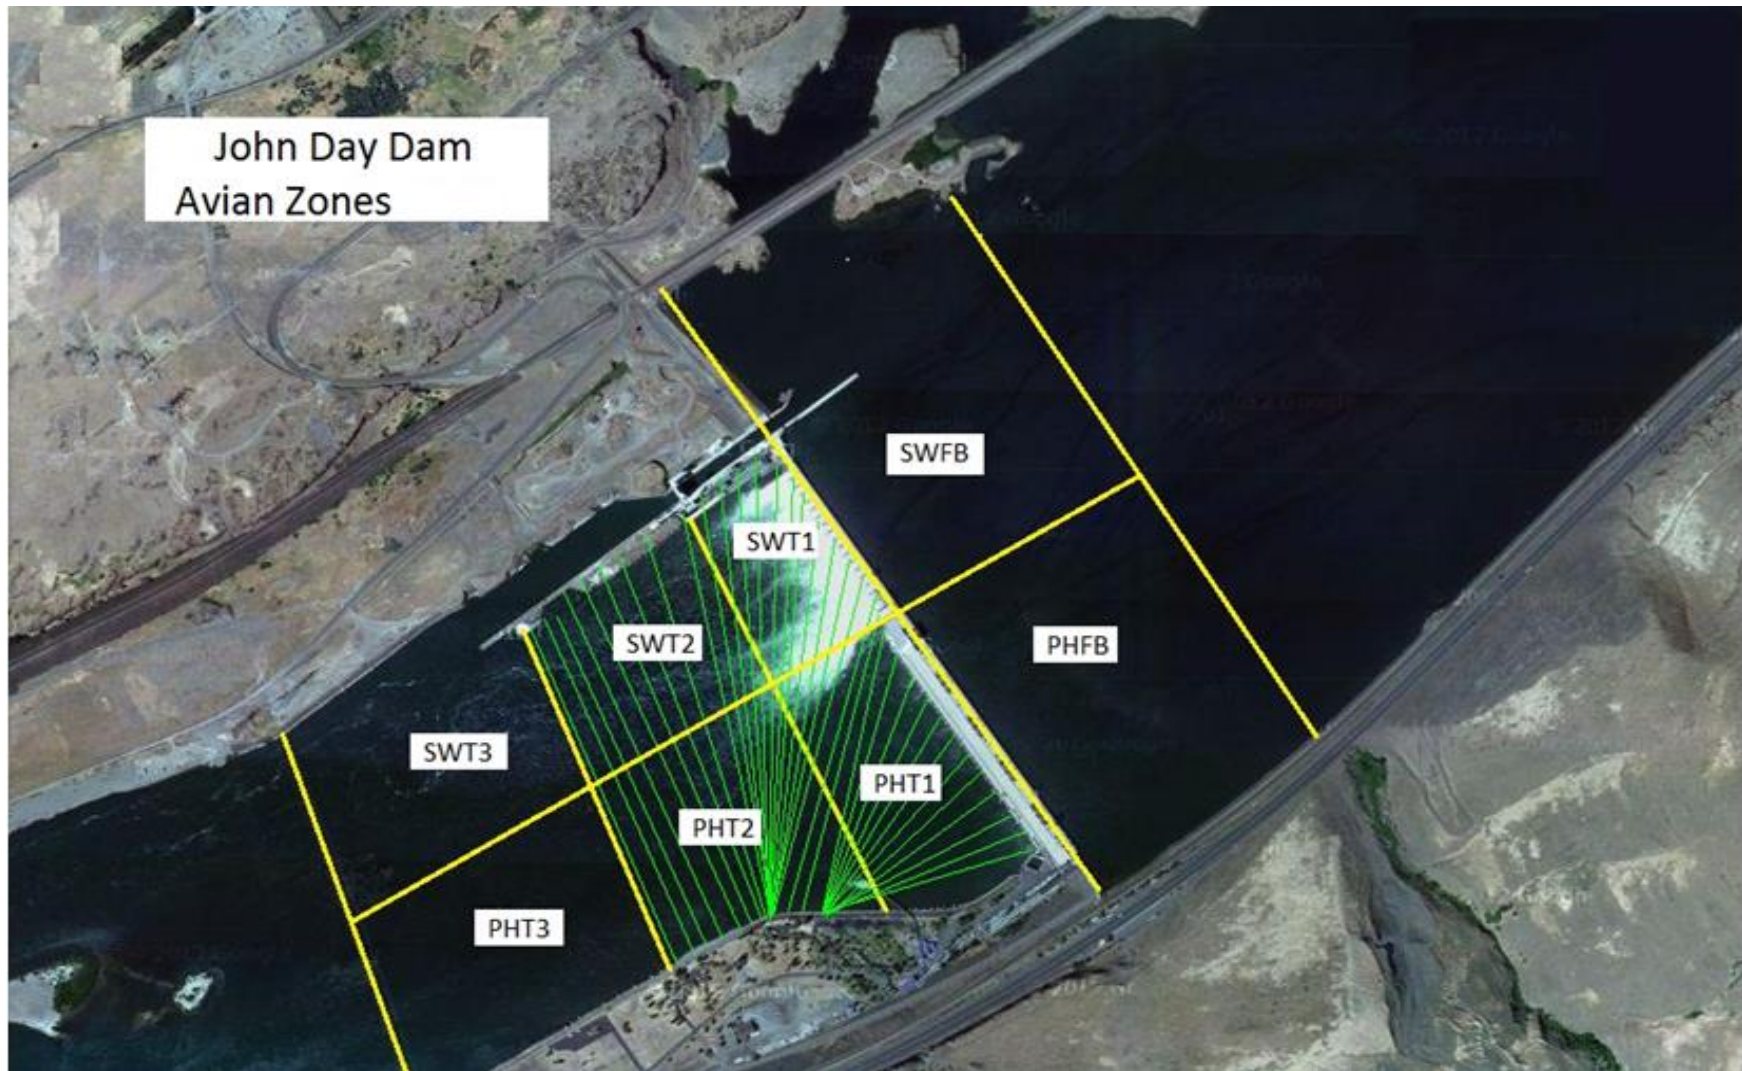 John Day Dam
Avian Zones
SWFB
SWT1
SWT2
PHFB
SWT3
PHT1
PHT2
PHT3